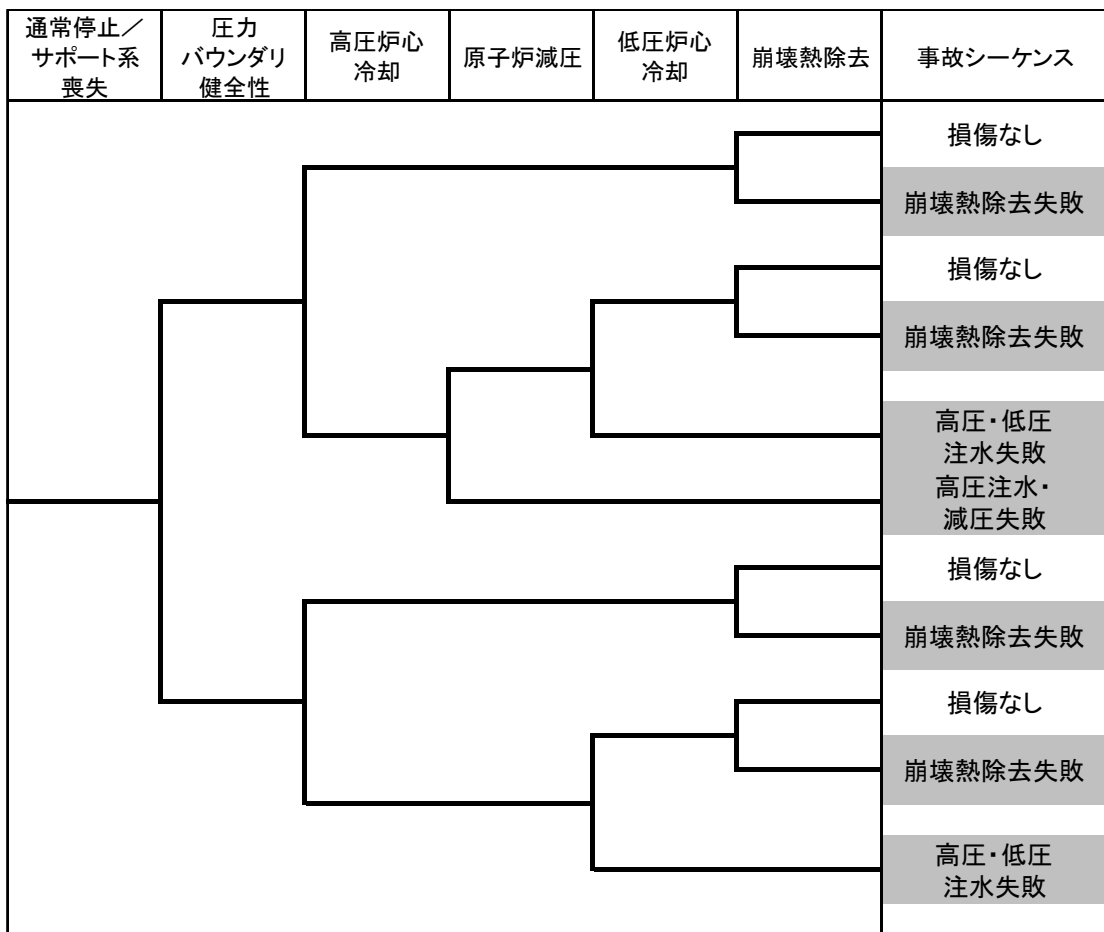 通常停止／
サポート系
喪失
圧力
バウンダリ
健全性
高圧炉心
冷却
原子炉減圧
低圧炉心
冷却
崩壊熱除去
事故シーケンス
損傷なし
崩壊熱除去失敗
損傷なし
崩壊熱除去失敗
高圧・低圧
注水失敗
高圧注水・
減圧失敗
損傷なし
崩壊熱除去失敗
損傷なし
崩壊熱除去失敗
高圧・低圧
注水失敗